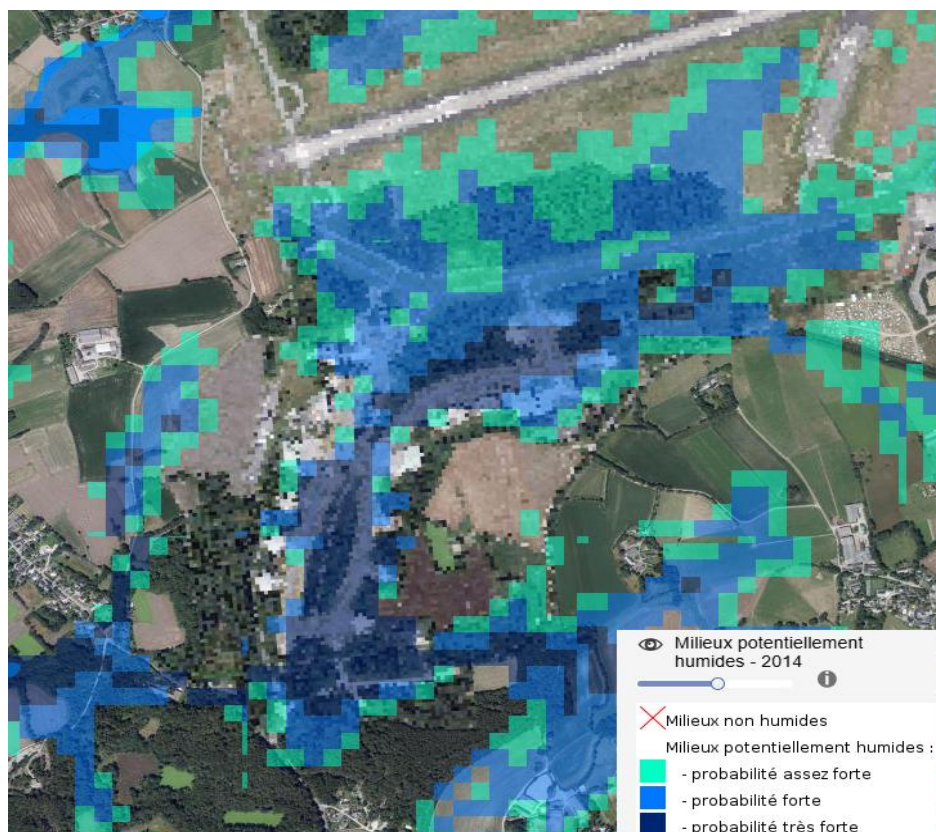 Milieux potentiellement
humides - 2014
Milieux non humides
Milieux potentiellement humides :
- probabilité assez forte
- probabilité forte
- probabilité très forte